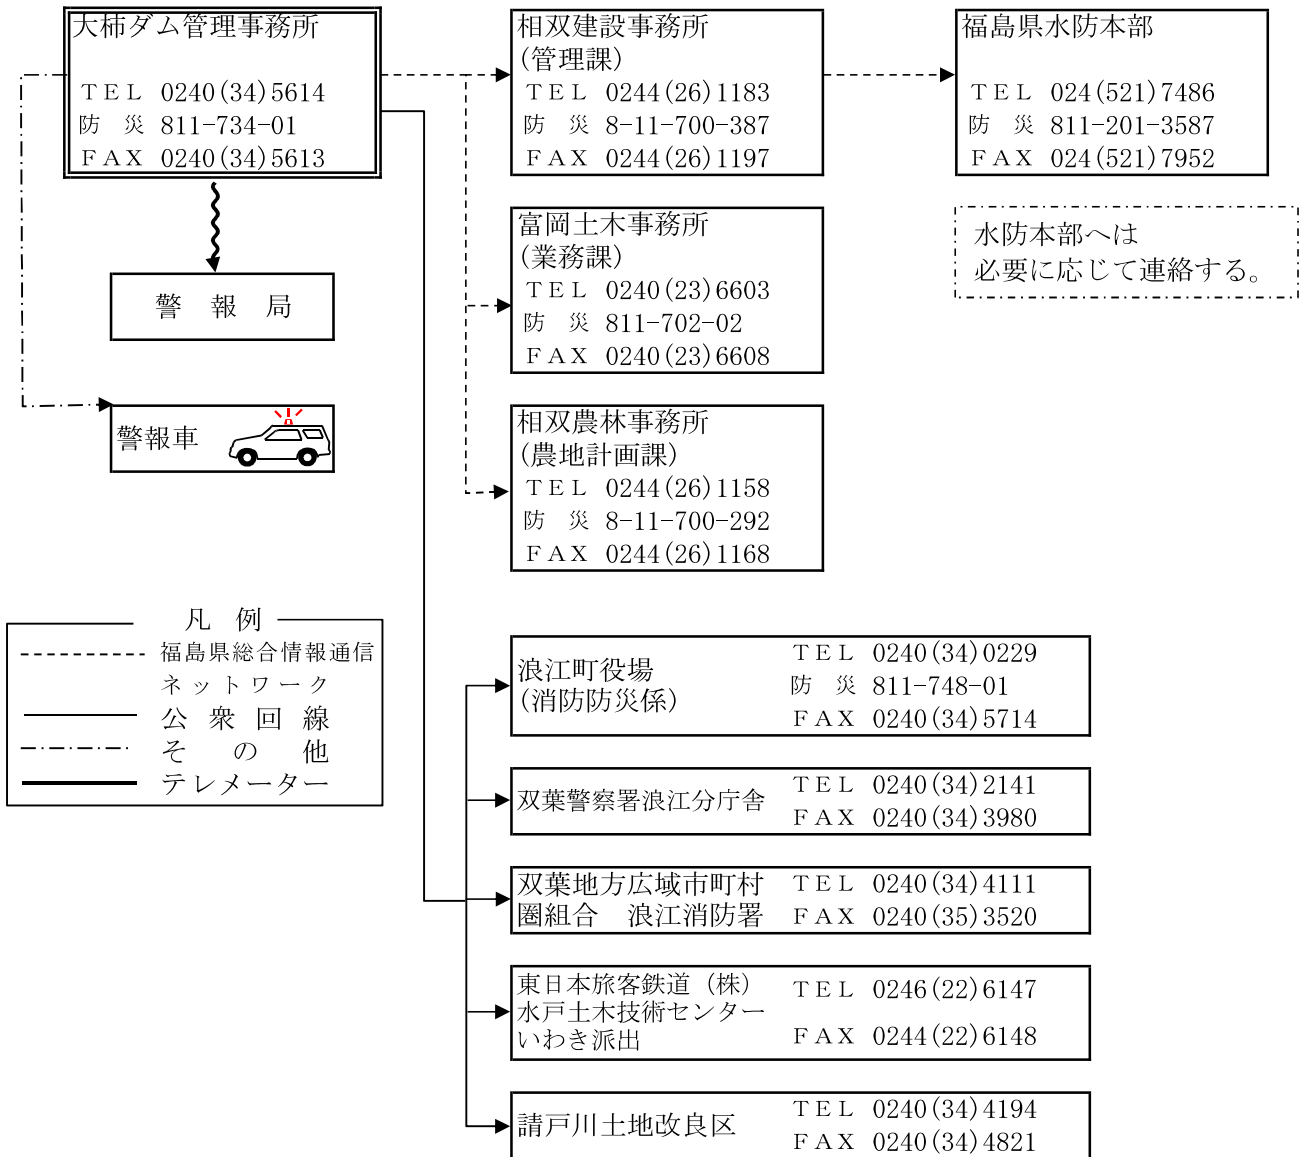 大柿ダム管理事務所
ＴＥＬ 0240(34)5614
防　災 811-734-01
ＦＡＸ 0240(34)5613
相双建設事務所
(管理課)
ＴＥＬ 0244(26)1183
防　災 8-11-700-387
ＦＡＸ 0244(26)1197
福島県水防本部
ＴＥＬ 024(521)7486
防　災 811-201-3587
ＦＡＸ 024(521)7952
水防本部へは
必要に応じて連絡する。
富岡土木事務所
(業務課)
ＴＥＬ 0240(23)6603
防　災 811-702-02
ＦＡＸ 0240(23)6608
警　報　局
警報車
相双農林事務所
(農地計画課)
ＴＥＬ 0244(26)1158
防　災 8-11-700-292
ＦＡＸ 0244(26)1168
凡　例
福島県総合情報通信
ネットワーク
公　衆　回　線
そ　の　他
テレメーター
浪江町役場
(消防防災係)
ＴＥＬ 0240(34)0229
防　災 811-748-01
ＦＡＸ 0240(34)5714
双葉警察署浪江分庁舎
ＴＥＬ 0240(34)2141
ＦＡＸ 0240(34)3980
双葉地方広域市町村
圏組合　浪江消防署
ＴＥＬ 0240(34)4111
ＦＡＸ 0240(35)3520
東日本旅客鉄道（株）
水戸土木技術センター
いわき派出
ＴＥＬ 0246(22)6147
ＦＡＸ 0244(22)6148
請戸川土地改良区
ＴＥＬ 0240(34)4194
ＦＡＸ 0240(34)4821